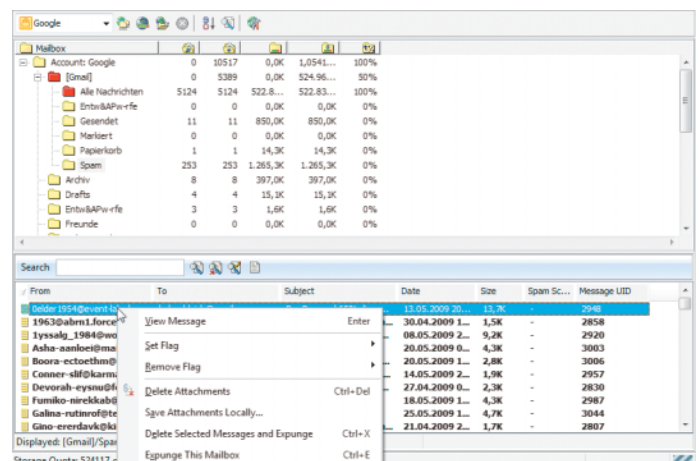 Google
Mailbox
Account: Google 0 10517 0,0K 1,0541... 100%
[Gmail] 0 5389 0,0K 524.96... 50%
Alle Nachrichten 5124 5124 522.8... 522.83... 100%
Entw&APw-rfe 0 0 0,0K 0,0K 0%
Gesendet 11 11 850,0K 850,0K 0%
Markiert 0 0 0,0K 0,0K 0%
Papierkorb 1 1 14,3K 14,3K 0%
Spam 253 253 1.265,3K 1.265,3K 0%
Archiv 8 8 397,0K 397,0K 0%
Drafts 4 4 15,1K 15,1K 0%
Entw&APw-rfe 3 3 1,6K 1,6K 0%
Freunde 0 0 0,0K 0,0K 0%
Search
From To Subject Date Size Spam Sc... Message UID
0elder1954@event-la 13.05.2009 20... 13,7K - 2948
1963@abrn1.force 30.04.2009 1... 1,5K - 2858
1yssalg_1984@wo 08.05.2009 2... 9,2K - 2920
Asha-aanloei@ma 20.05.2009 0... 4,3K - 3003
Boora-ectoethm@ 20.05.2009 1... 2,8K - 3006
Conner-slif@karm 14.05.2009 2... 1,9K - 2957
Devorah-eysnu@f 27.04.2009 0... 2,3K - 2830
Fumiko-nirekkab@ 18.05.2009 1... 4,3K - 2987
Galina-rutinrof@te 25.05.2009 1... 4,7K - 3044
Gino-ererdavk@ki 21.04.2009 2... 1,7K - 2807
View Message Enter
Set Flag
Remove Flag
Delete Attachments Ctrl+Del
Save Attachments Locally...
Delete Selected Messages and Expunge Ctrl+X
Expunge This Mailbox Ctrl+E
Displayed: [Gmail]/Spa